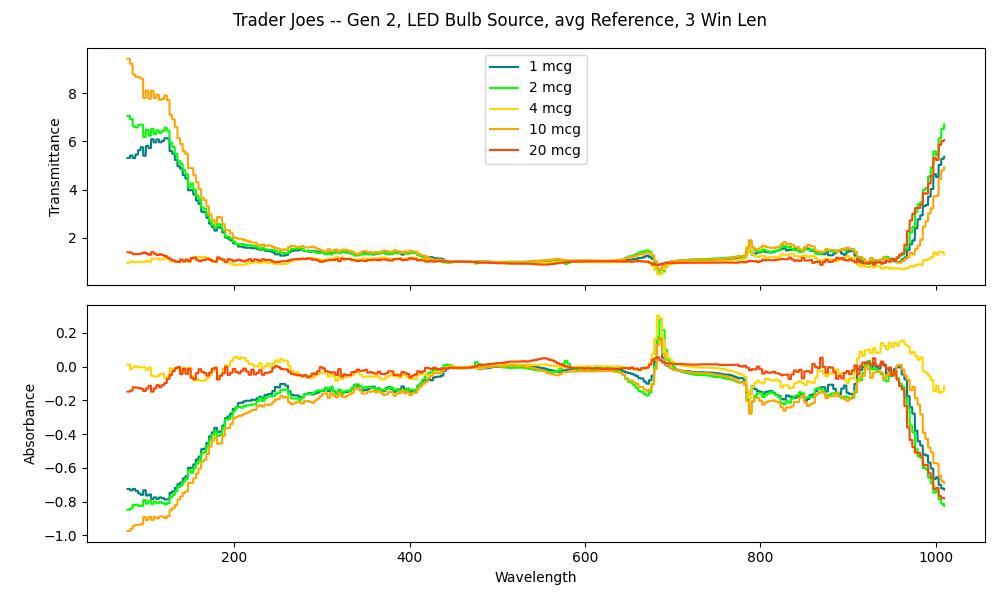 Trader Joes -- Gen 2, LED Bulb Source, avg Reference, 3 Win Len
Transmittance
8
6
4
2
1 mcg
2 mcg
4 mcg
10 mcg
20 mcg
Absorbance
0.2
0.0
−0.2
−0.4
−0.6
−0.8
−1.0
200
400
600
800
1000
Wavelength